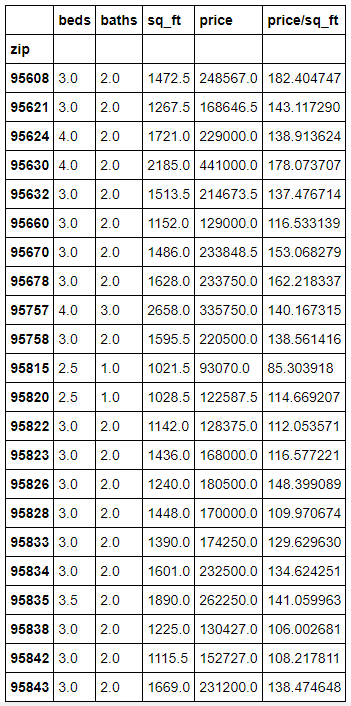 beds baths sq_ft price price/sq_ft
zip
95608 3.0 2.0 1472.5 248567.0 182.404747
95621 3.0 2.0 1267.5 168646.5 143.117290
95624 4.0 2.0 1721.0 229000.0 138.913624
95630 4.0 2.0 2185.0 441000.0 178.073707
95632 3.0 2.0 1513.5 214673.5 137.476714
95660 3.0 2.0 1152.0 129000.0 116.533139
95670 3.0 2.0 1486.0 233848.5 153.068279
95678 3.0 2.0 1628.0 233750.0 162.218337
95757 4.0 3.0 2658.0 335750.0 140.167315
95758 3.0 2.0 1595.5 220500.0 138.561416
95815 2.5 1.0 1021.5 93070.0 85.303918
95820 2.5 1.0 1028.5 122587.5 114.669207
95822 3.0 2.0 1142.0 128375.0 112.053571
95823 3.0 2.0 1436.0 168000.0 116.577221
95826 3.0 2.0 1240.0 180500.0 148.399089
95828 3.0 2.0 1448.0 170000.0 109.970674
95833 3.0 2.0 1390.0 174250.0 129.629630
95834 3.0 2.0 1601.0 232500.0 134.624251
95835 3.5 2.0 1890.0 262250.0 141.059963
95838 3.0 2.0 1225.0 130427.0 106.002681
95842 3.0 2.0 1115.5 152727.0 108.217811
95843 3.0 2.0 1669.0 231200.0 138.474648